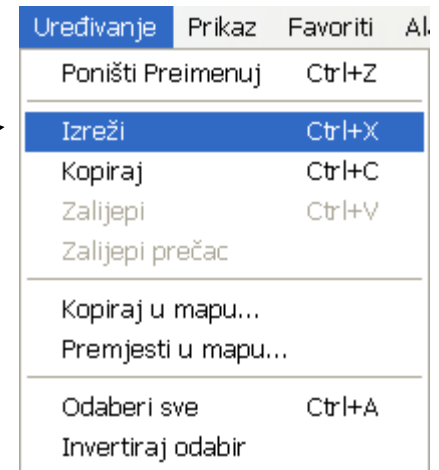 Uređivanje Prikaz Favoriti
Poništi Preimenuj Ctrl+Z
Izreži Ctrl+X
Kopiraj Ctrl+C
Zalijepi Ctrl+V
Zalijepi prečac
Kopiraj u mapu...
Premjesti u mapu...
Odaberi sve Ctrl+A
Invertiraj odabir